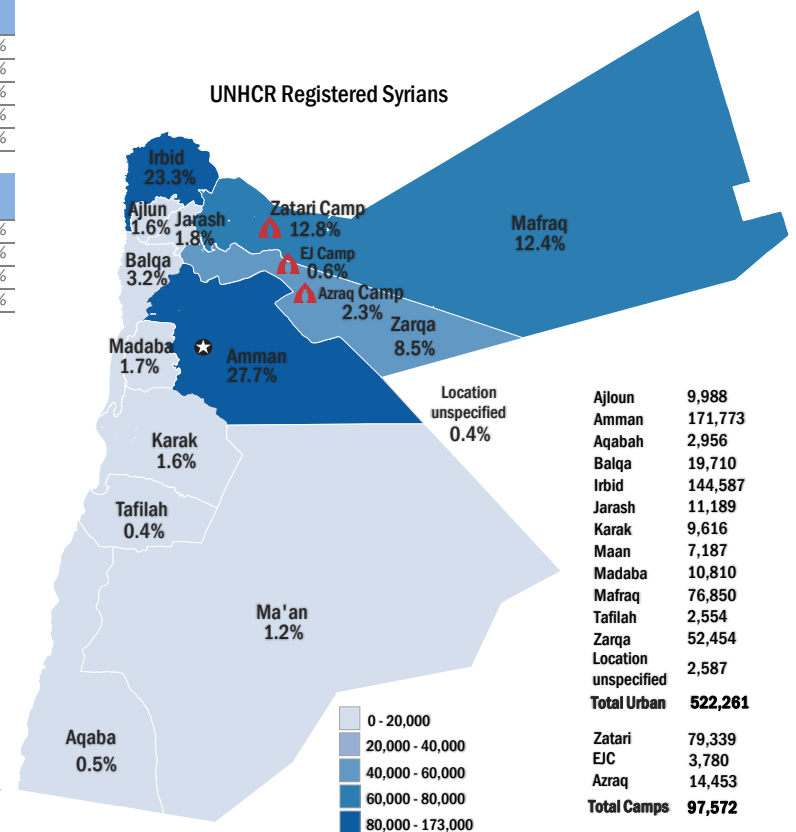 %
%
%
%
%
%
%
%
%
UNHCR Registered Syrians
Irbid
23.3%
Ajlun
1.6%
Jarash
1.8%
Zatari Camp
12.8%
Mafraq
12.4%
EJ Camp
0.6%
Balqa
3.2%
Azraq Camp
2.3%
Zarqa
8.5%
Madaba
1.7%
Amman
27.7%
Location
unspecified
0.4%
Karak
1.6%
Tafilah
0.4%
Ma'an
1.2%
Aqaba
0.5%
0 - 20,000
20,000 - 40,000
40,000 - 60,000
60,000 - 80,000
80,000 - 173,000
Ajloun 9,988
Amman 171,773
Aqabah 2,956
Balqa 19,710
Irbid 144,587
Jarash 11,189
Karak 9,616
Maan 7,187
Madaba 10,810
Mafraq 76,850
Tafilah 2,554
Zarqa 52,454
Location
unspecified 2,587
Total Urban 522,261
Zatari 79,339
EJC 3,780
Azraq 14,453
Total Camps 97,572